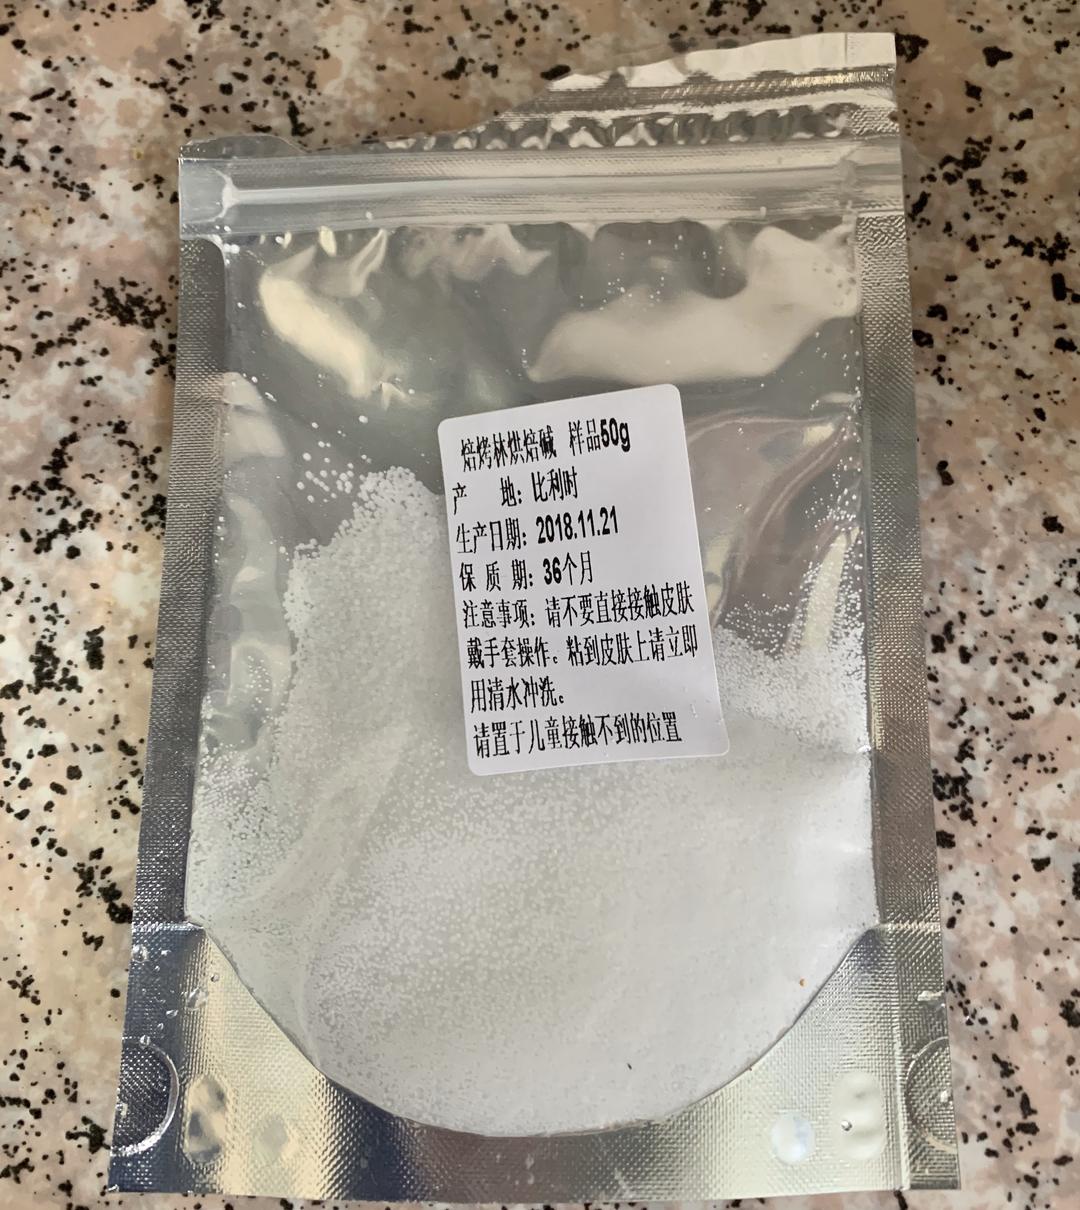 焙烤林烘焙碱 样品50g
产 地：比利时
生产日期：2018.11.21
保 质 期：36个月
注意事项：请不要直接接触皮肤
戴手套操作。粘到皮肤上请立即
用清水冲洗。
请置于儿童接触不到的位置